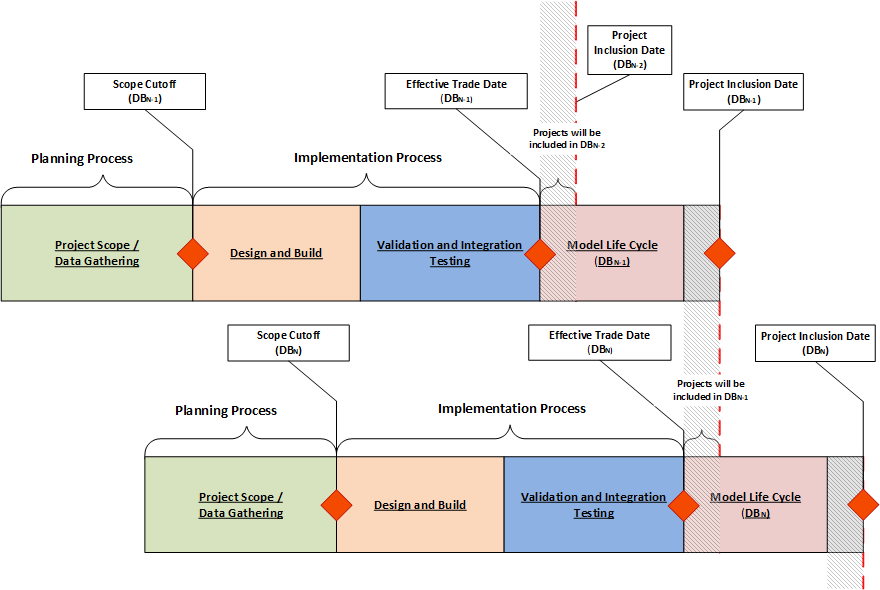 Project
Inclusion Date
(DBN-2)
Scope Cutoff
(DBN-1)
Effective Trade Date
(DBN-1)
Project Inclusion Date
(DBN-1)
Projects will be
included in DBN-2
Planning Process
Implementation Process
Project Scope /
Data Gathering
Design and Build
Validation and Integration
Testing
Model Life Cycle
(DBN-1)
Scope Cutoff
(DBN)
Effective Trade Date
(DBN)
Project Inclusion Date
(DBN)
Projects will be
included in DBN-1
Planning Process
Implementation Process
Project Scope /
Data Gathering
Design and Build
Validation and Integration
Testing
Model Life Cycle
(DBN)